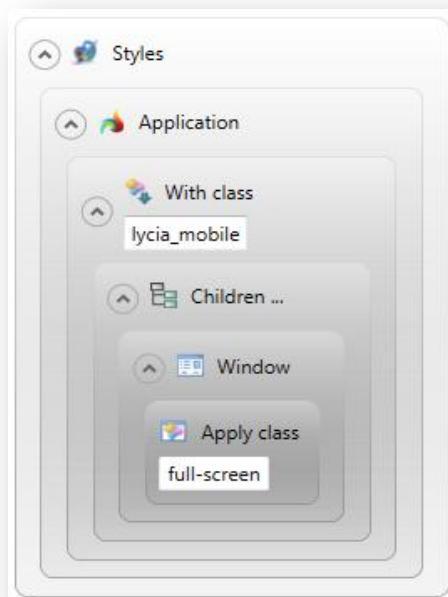 Styles
Application
With class
lycia_mobile
Children ...
Window
Apply class
full-screen